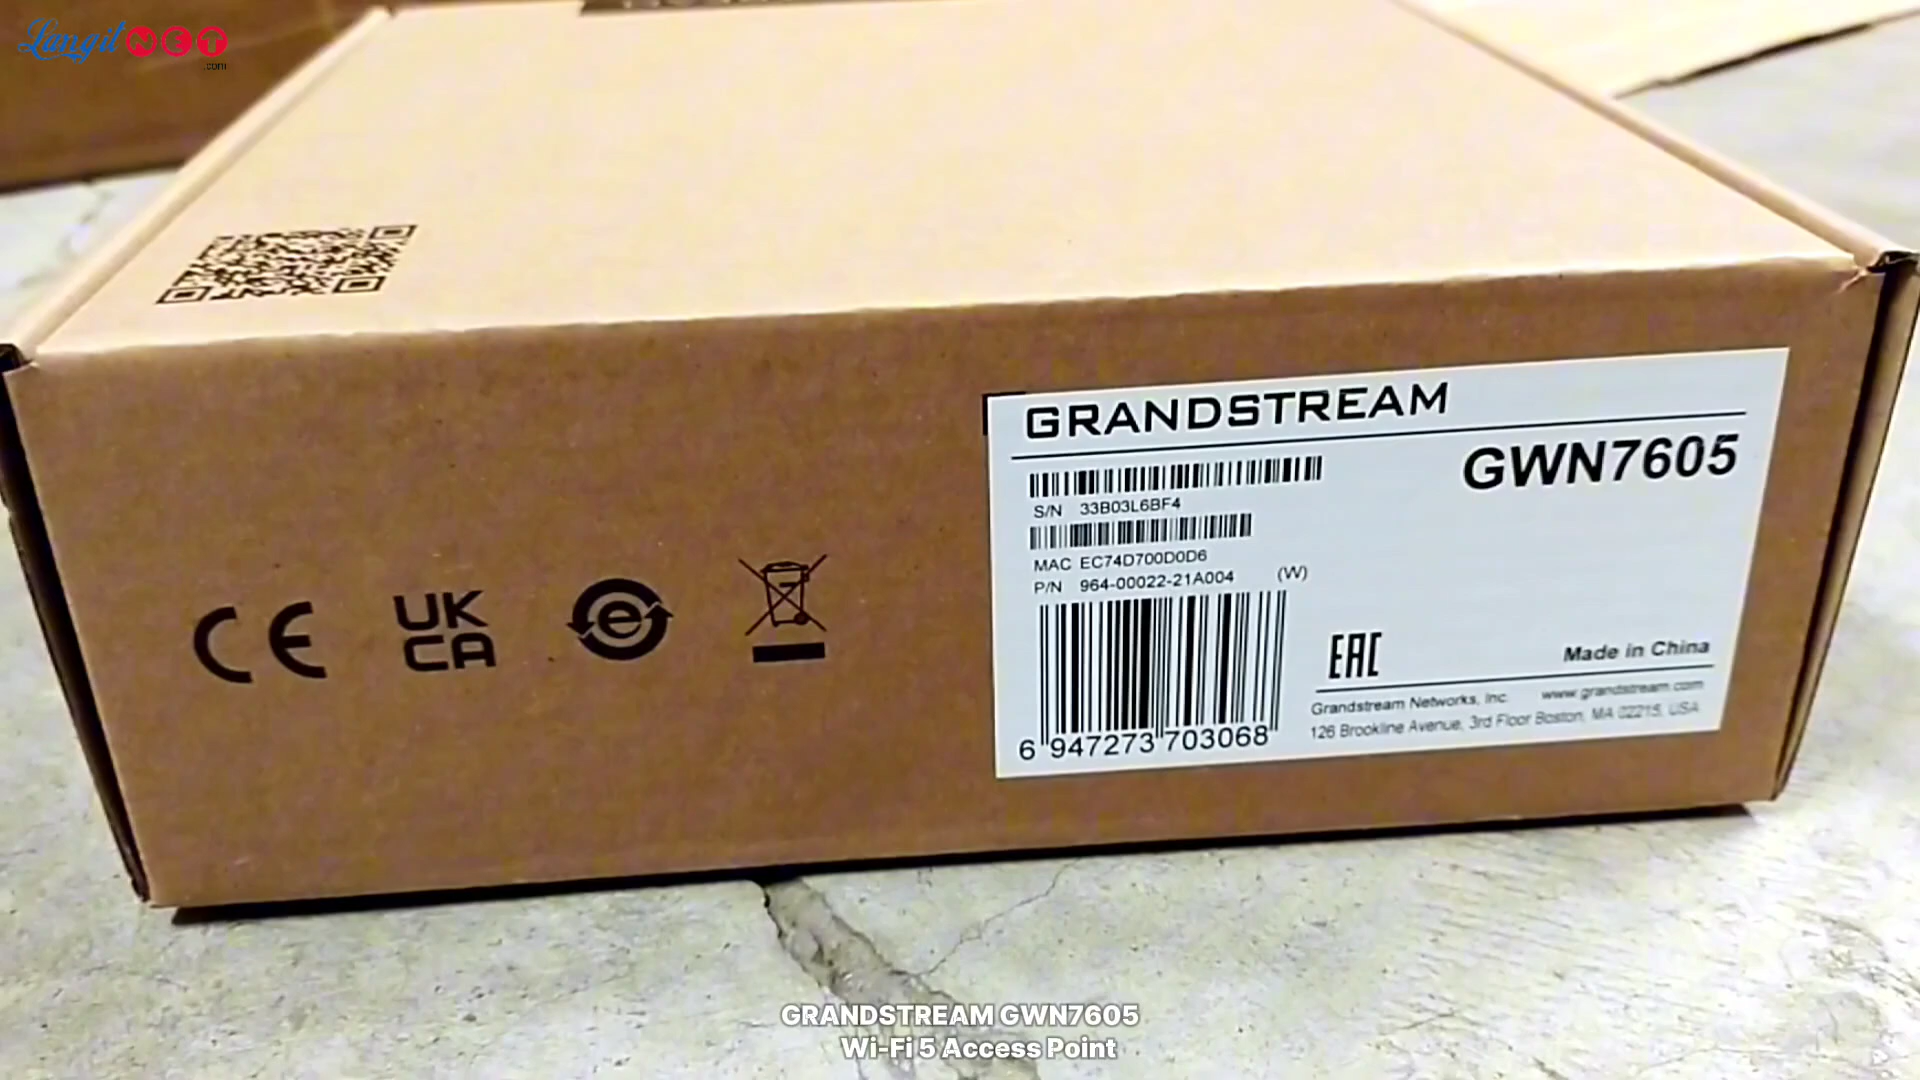 LangitNET
.com
CE
UK
CA
e
GRANDSTREAM
GWN7605
S/N 33B03L6BF4
MAC EC74D700D0D6
P/N 964-00022-21A004 (W)
6 947273 703068
EAC
Made in China
Grandstream Networks, Inc. www.grandstream.com
126 Brookline Avenue, 3rd Floor Boston, MA 02215, USA
GRANDSTREAM GWN7605
Wi-Fi 5 Access Point